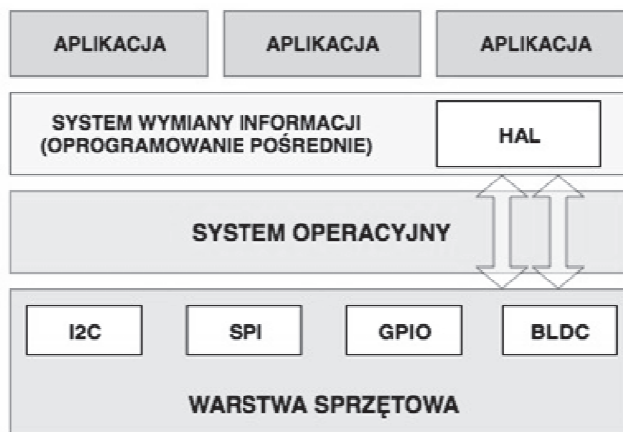 APLIKACJA APLIKACJA APLIKACJA
SYSTEM WYMIANY INFORMACJI
(OPROGRAMOWANIE POŚREDNIE)
HAL
SYSTEM OPERACYJNY
I2C SPI GPIO BLDC
WARSTWA SPRZĘTOWA